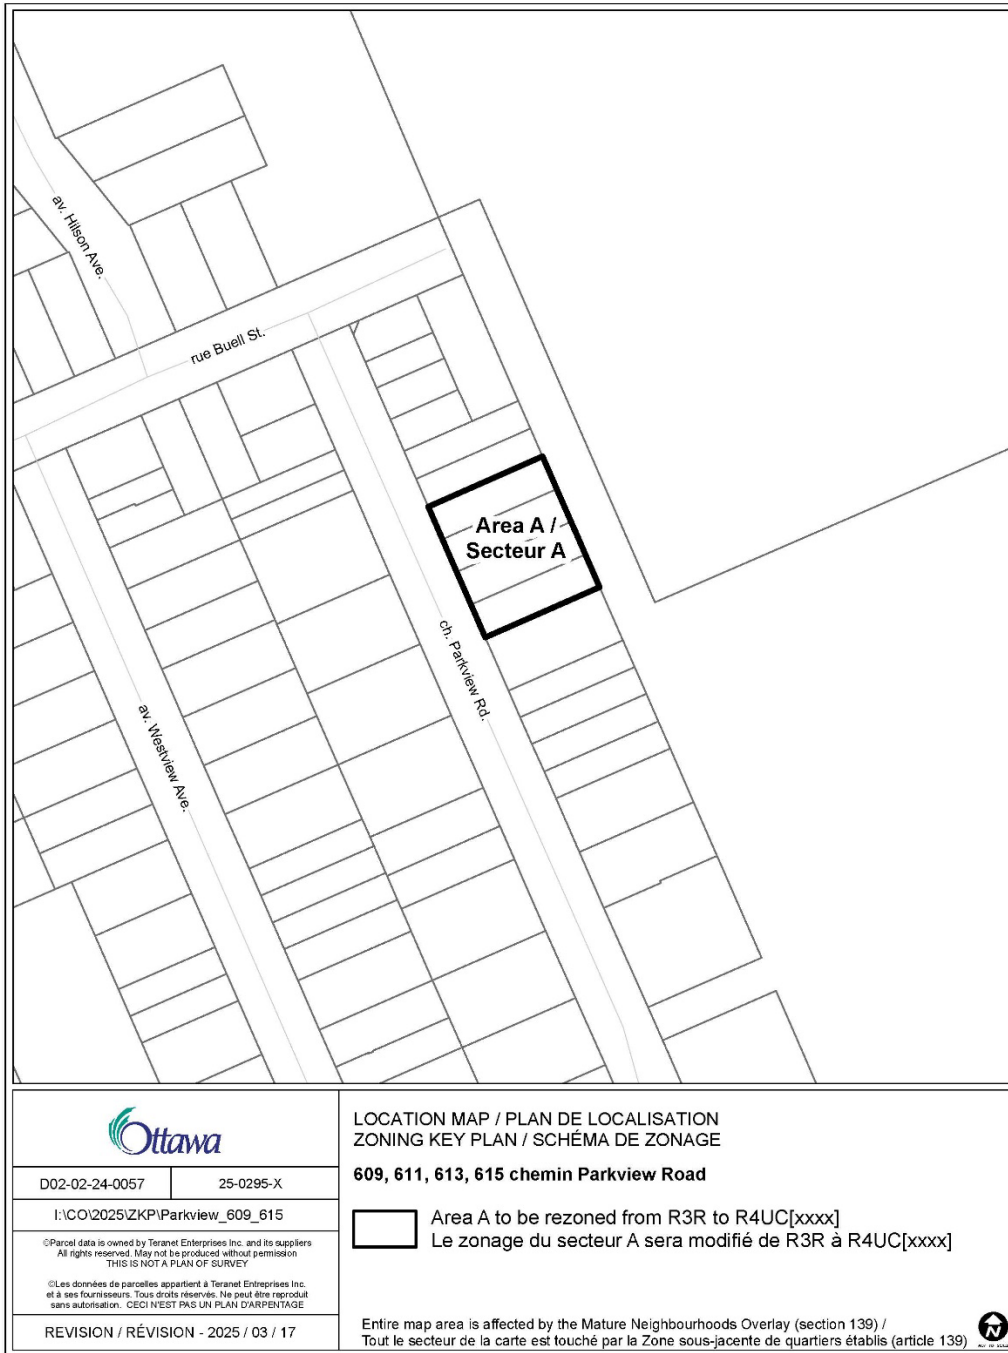 av. Hilson Ave.
rue Buell St.
Area A /
Secteur A
ch. Parkview Rd.
av. Westview Ave.
Ottawa
D02-02-24-0057
25-0295-X
I:\CO\2025\ZKP\Parkview_609_615
©Parcel data is owned by Teranet Enterprises Inc. and its suppliers
All rights reserved. May not be produced without permission
THIS IS NOT A PLAN OF SURVEY
©Les données de parcelles appartient à Teranet Entreprises Inc.
et à ses fournisseurs. Tous droits réservés. Ne peut être reproduit
sans autorisation. CECI N'EST PAS UN PLAN D'ARPENTAGE
REVISION / RÉVISION - 2025 / 03 / 17
LOCATION MAP / PLAN DE LOCALISATION
ZONING KEY PLAN / SCHÉMA DE ZONAGE
609, 611, 613, 615 chemin Parkview Road
Area A to be rezoned from R3R to R4UC[xxxx]
Le zonage du secteur A sera modifié de R3R à R4UC[xxxx]
Entire map area is affected by the Mature Neighbourhoods Overlay (section 139) /
Tout le secteur de la carte est touché par la Zone sous-jacente de quartiers établis (article 139)
N
NOT TO SCALE